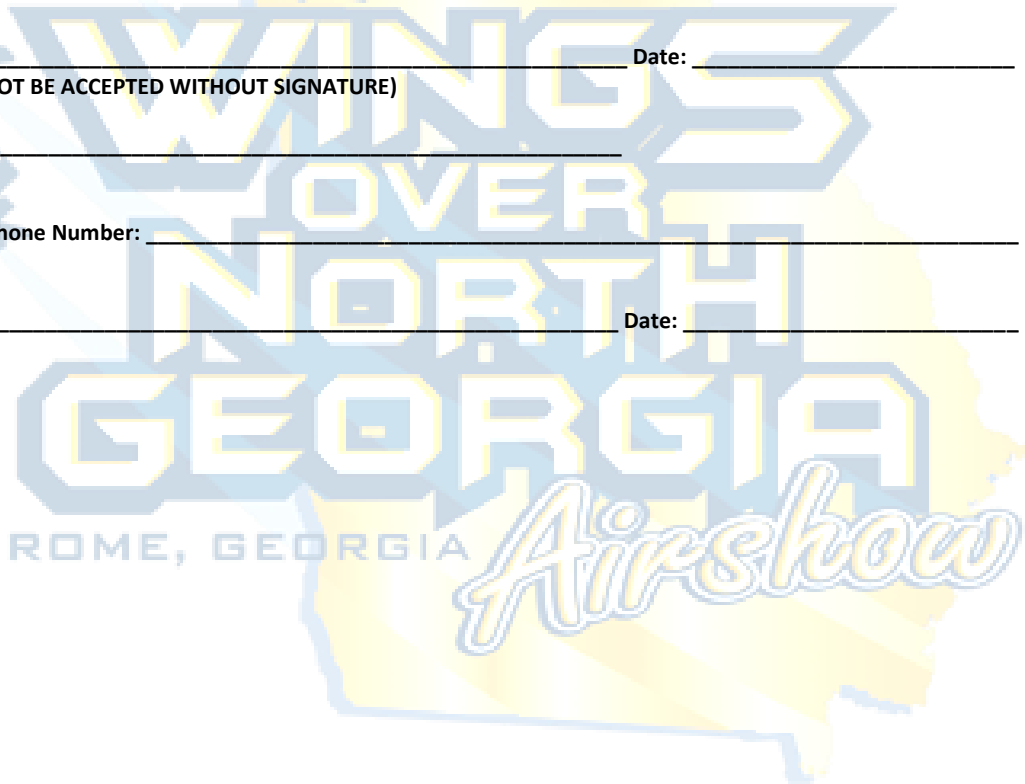 Date:
OT BE ACCEPTED WITHOUT SIGNATURE)
hone Number:
Date:
WINGS
OVER
NORTH
GEORGIA
ROME, GEORGIA
Airshow